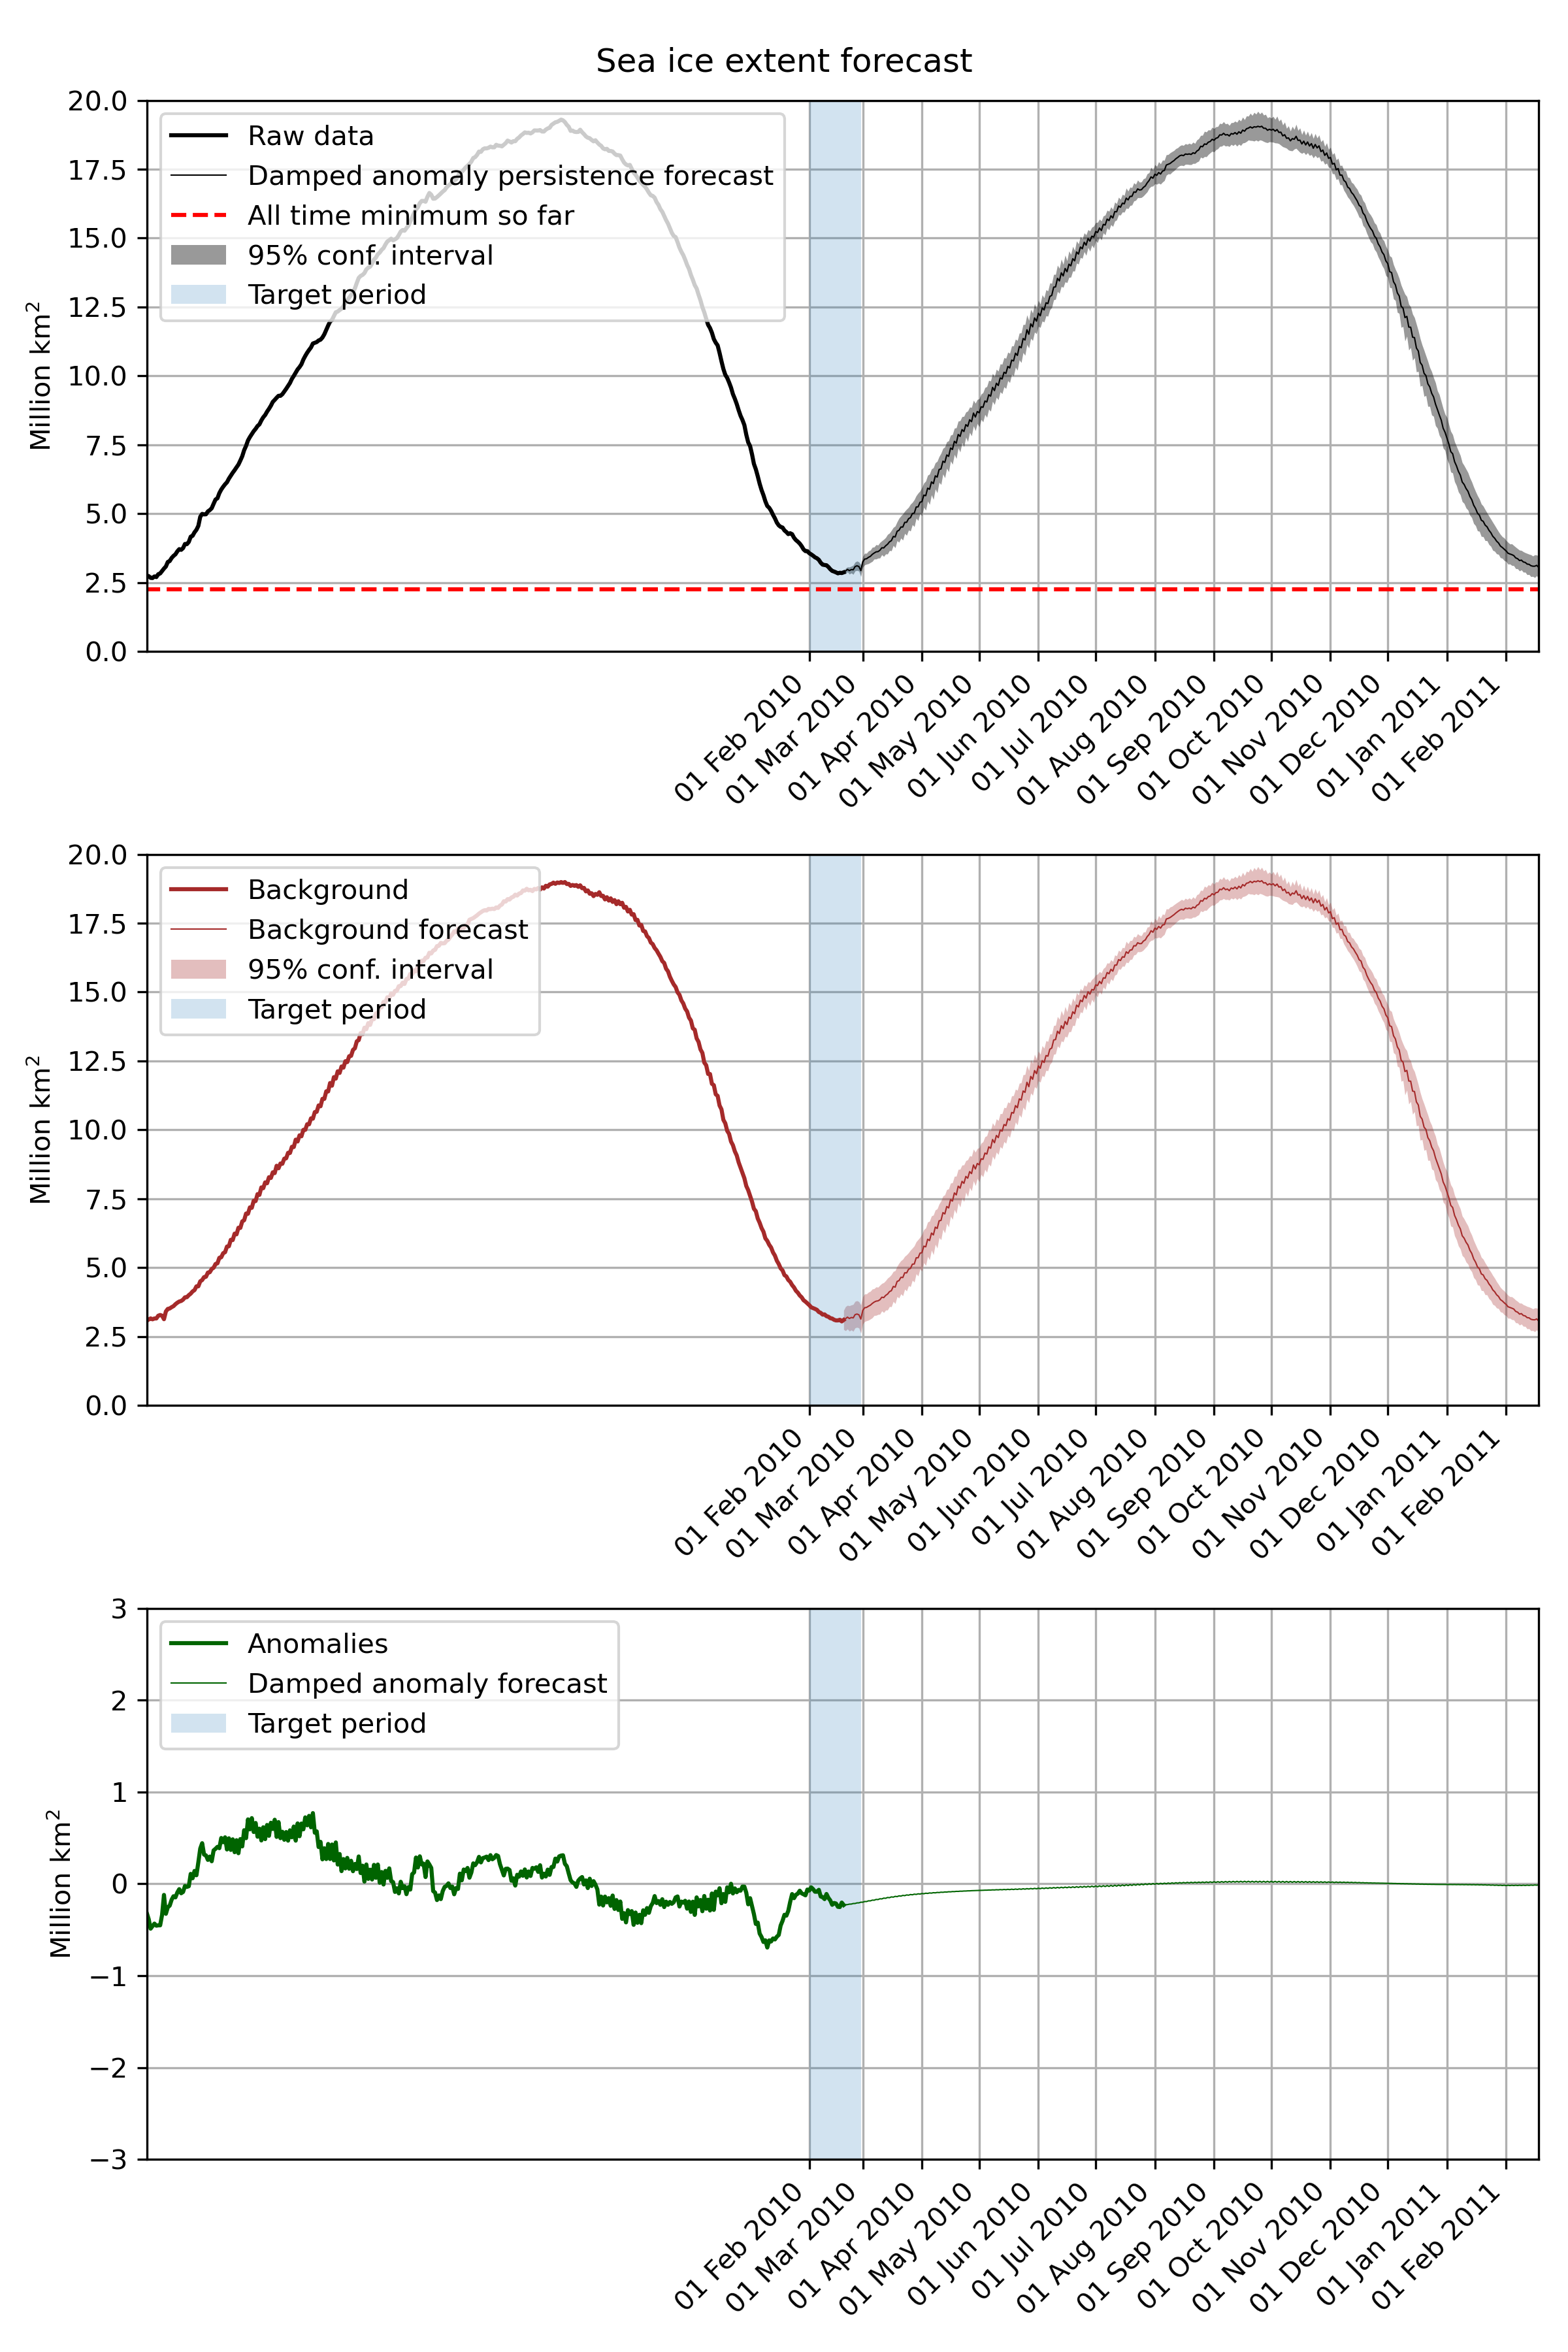 Sea ice extent forecast
20.0
17.5
15.0
12.5
10.0
7.5
5.0
2.5
0.0
Million km²
Raw data
Damped anomaly persistence forecast
All time minimum so far
95% conf. interval
Target period
01 Feb 2010
01 Mar 2010
01 Apr 2010
01 May 2010
01 Jun 2010
01 Jul 2010
01 Aug 2010
01 Sep 2010
01 Oct 2010
01 Nov 2010
01 Dec 2010
01 Jan 2011
01 Feb 2011
20.0
17.5
15.0
12.5
10.0
7.5
5.0
2.5
0.0
Million km²
Background
Background forecast
95% conf. interval
Target period
01 Feb 2010
01 Mar 2010
01 Apr 2010
01 May 2010
01 Jun 2010
01 Jul 2010
01 Aug 2010
01 Sep 2010
01 Oct 2010
01 Nov 2010
01 Dec 2010
01 Jan 2011
01 Feb 2011
3
2
1
0
−1
−2
−3
Million km²
Anomalies
Damped anomaly forecast
Target period
01 Feb 2010
01 Mar 2010
01 Apr 2010
01 May 2010
01 Jun 2010
01 Jul 2010
01 Aug 2010
01 Sep 2010
01 Oct 2010
01 Nov 2010
01 Dec 2010
01 Jan 2011
01 Feb 2011